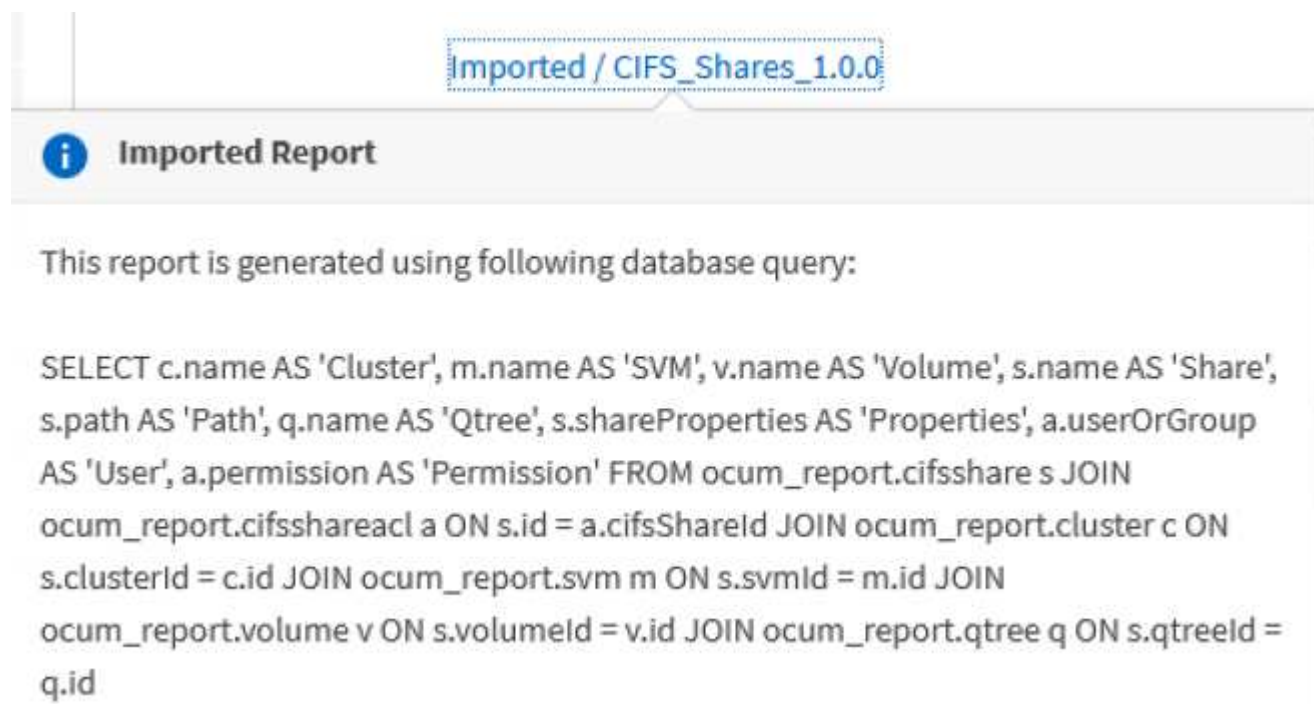 Imported / CIFS_Shares_1.0.0
Imported Report
This report is generated using following database query:
SELECT c.name AS 'Cluster', m.name AS 'SVM', v.name AS 'Volume', s.name AS 'Share',
s.path AS 'Path', q.name AS 'Qtree', s.shareProperties AS 'Properties', a.userOrGroup
AS 'User', a.permission AS 'Permission' FROM ocum_report.cifsshare s JOIN
ocum_report.cifsshareacl a ON s.id = a.cifsShareId JOIN ocum_report.cluster c ON
s.clusterId = c.id JOIN ocum_report.svm m ON s.svmId = m.id JOIN
ocum_report.volume v ON s.volumeId = v.id JOIN ocum_report.qtree q ON s.qtreeId =
q.id